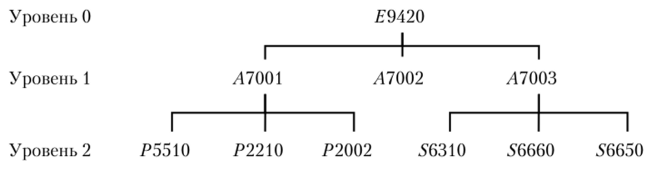 Уровень 0 E9420
Уровень 1 A7001 A7002 A7003
Уровень 2 P5510 P2210 P2002 S6310 S6660 S6650